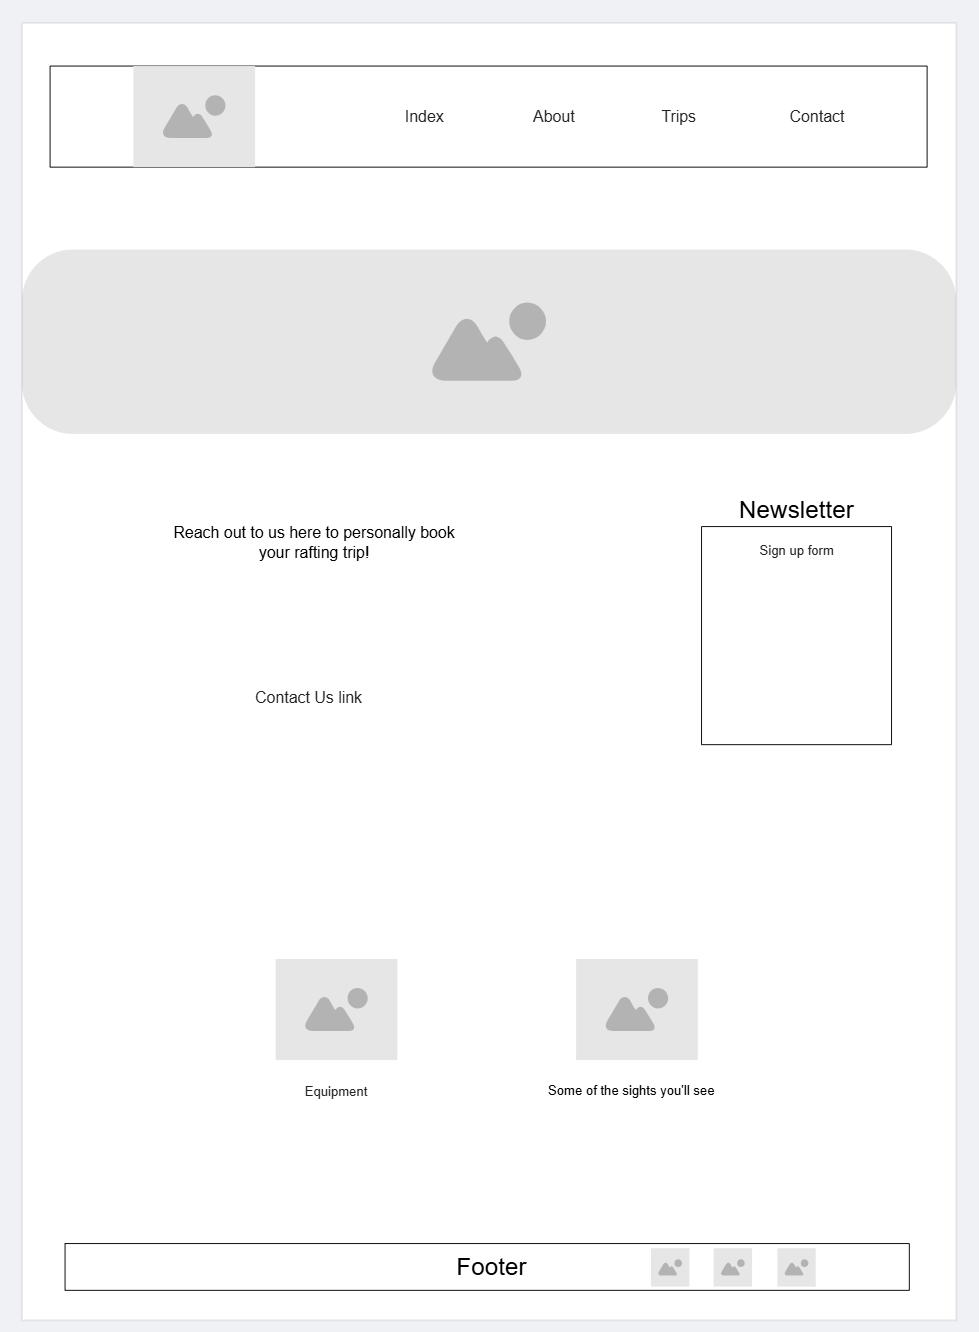 Index
About
Trips
Contact
Reach out to us here to personally book
your rafting trip!
Contact Us link
Newsletter
Sign up form
Equipment
Some of the sights you'll see
Footer